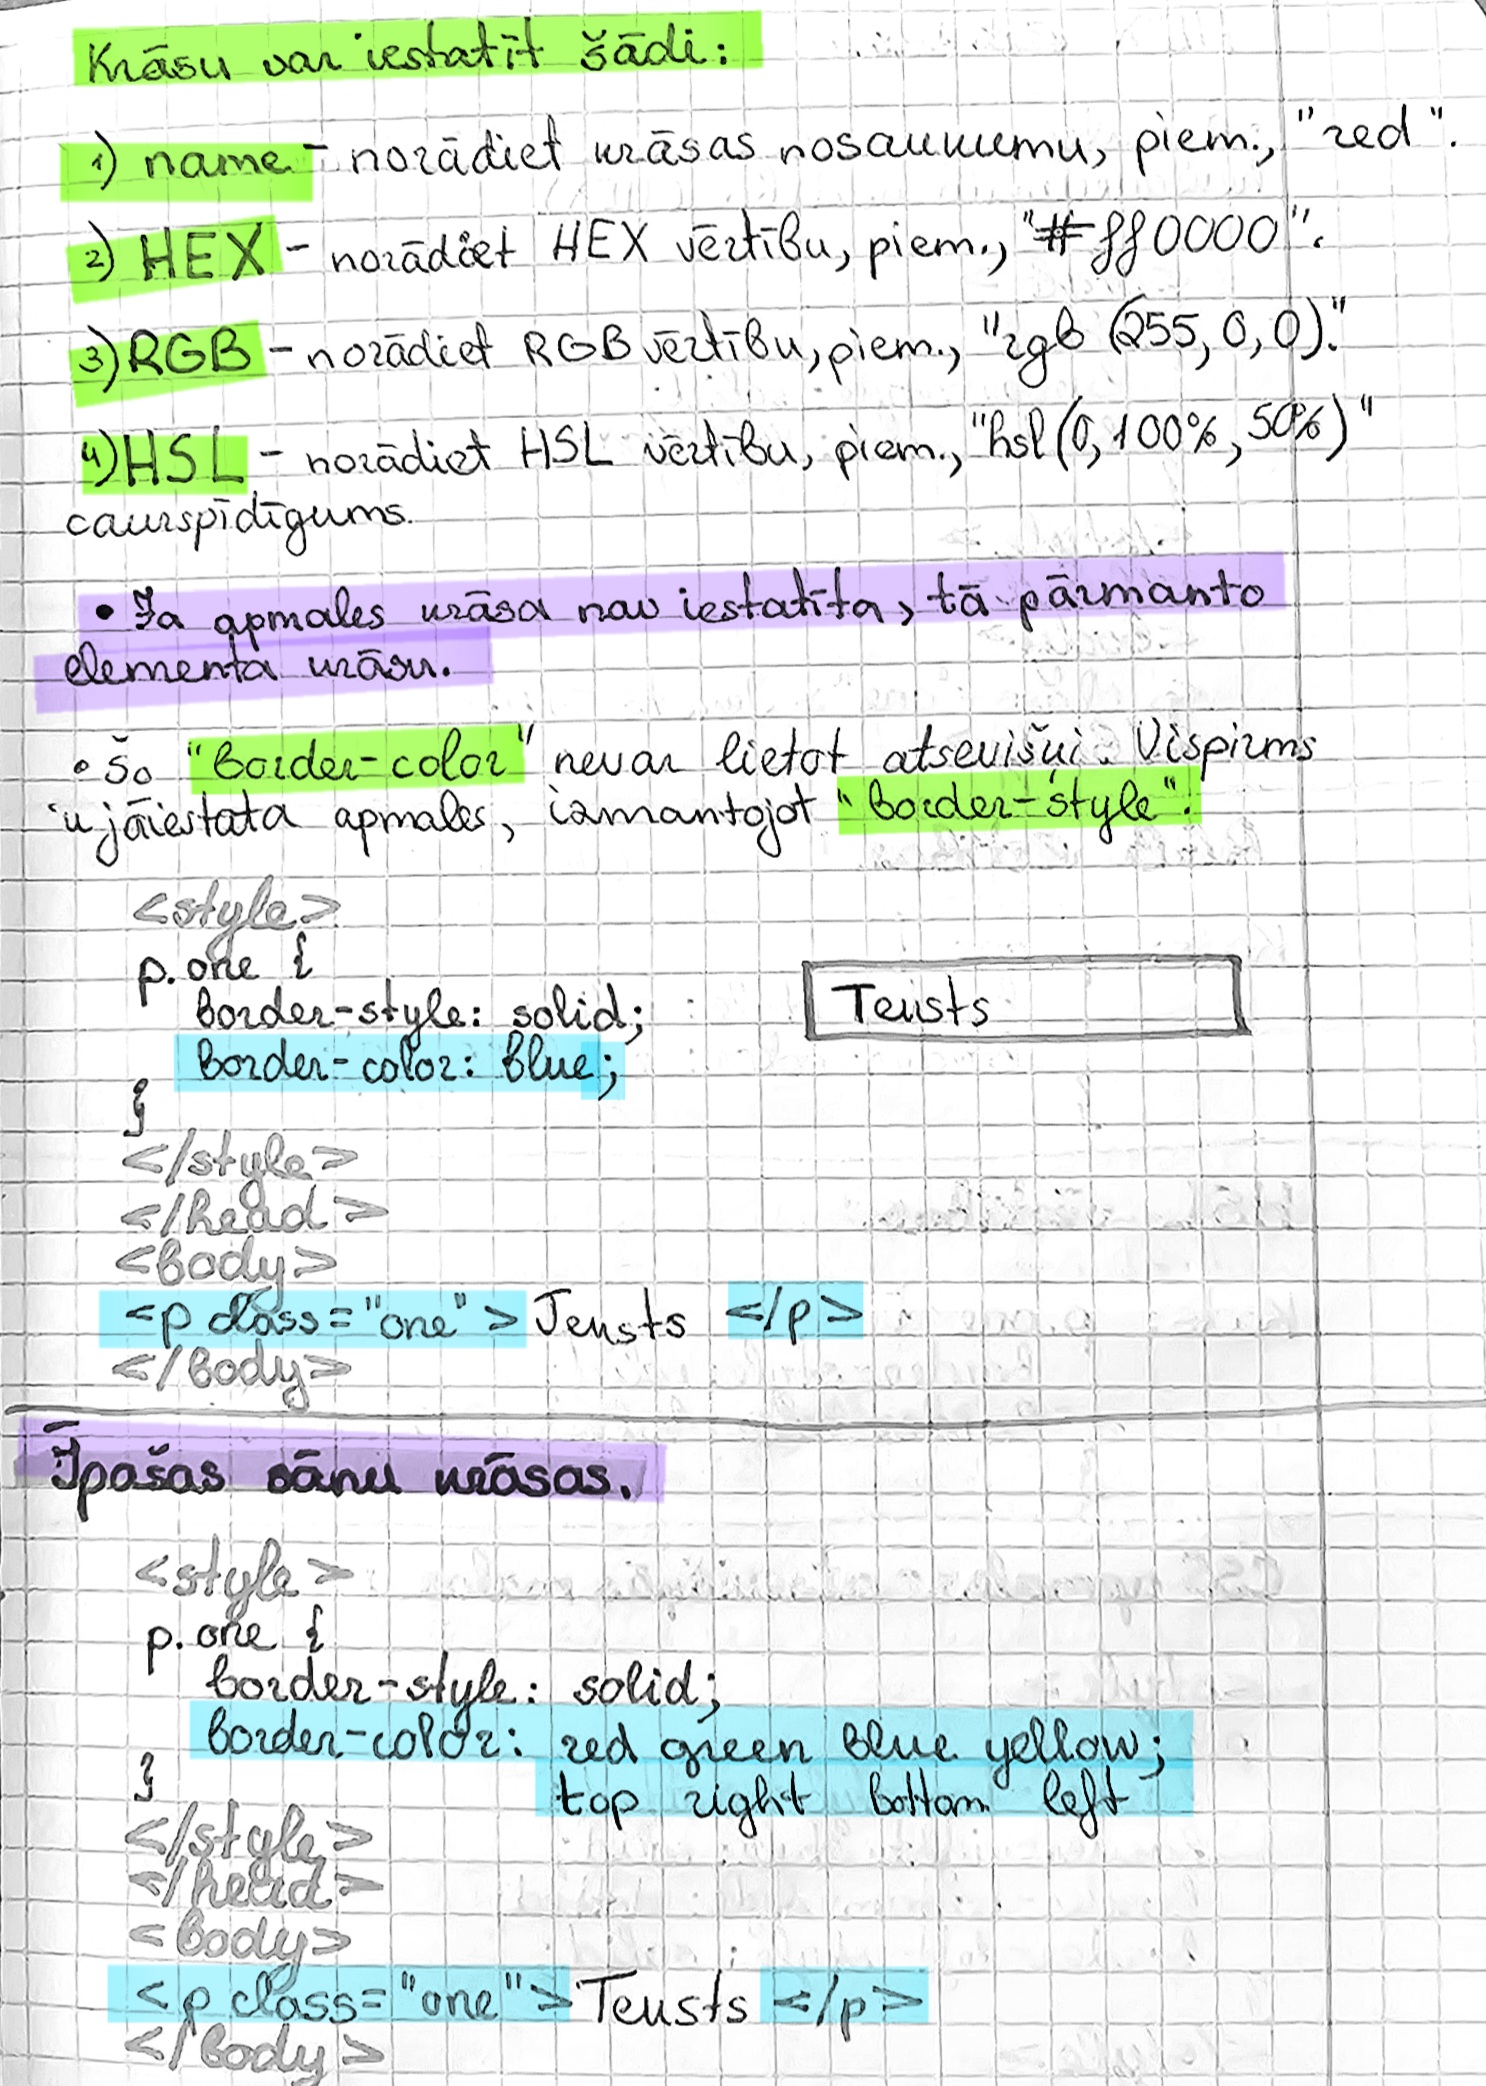 Krāsu var iestatīt šādi:
1) name - norādiet krāsas nosaukumu, piem., "red".
2) HEX - norādiet HEX vērtību, piem., "#ff0000".
3) RGB - norādiet RGB vērtību, piem., "rgb (255, 0, 0)."
4) HSL - norādiet HSL vērtību, piem., "hsl (0, 100%, 50%)"
caurspīdīgums.
• Ja apmales krāsa nav iestatīta, tā pārmanto
elementa krāsu.
• Šo "border-color" nevar lietot atsevišķi. Vispirms
ir jāiestata apmales, izmantojot "border-style".
<style>
p.one {
border-style: solid;
border-color: blue;
}
</style>
</head>
<body>
<p class="one"> Teksts </p>
</body>
Teksts
Īpašas sānu krāsas.
<style>
p.one {
border-style: solid;
border-color: red green blue yellow;
top right bottom left
}
</style>
</head>
<body>
<p class="one"> Teksts </p>
</body>